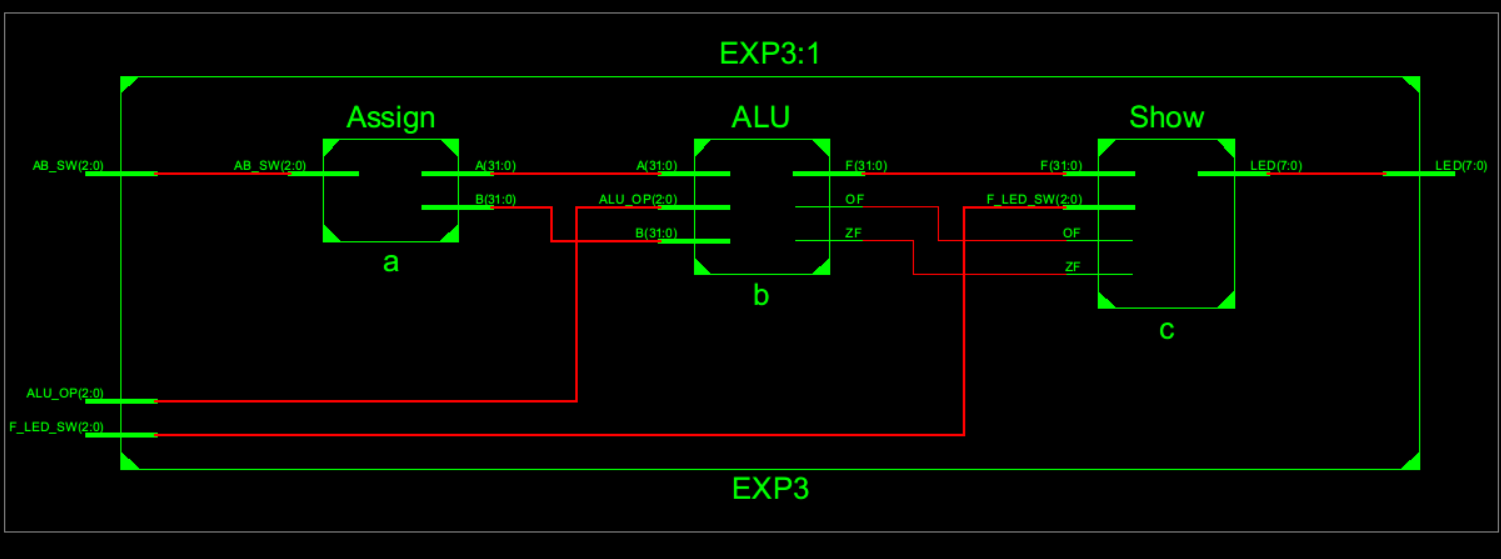 EXP3:1
Assign
ALU
Show
AB_SW(2:0)
AB_SW(2:0)
A(31:0)
A(31:0)
F(31:0)
F(31:0)
LED(7:0)
LED(7:0)
B(31:0)
ALU_OP(2:0)
OF
F_LED_SW(2:0)
B(31:0)
ZF
OF
a
ZF
b
c
ALU_OP(2:0)
F_LED_SW(2:0)
EXP3